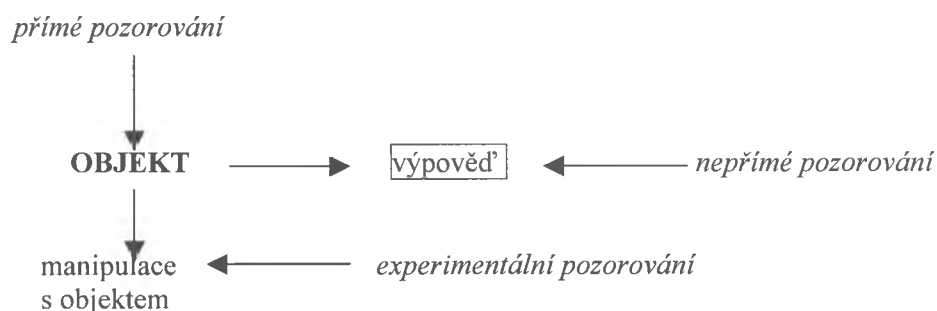 přímé pozorování
OBJEKT výpověď nepřímé pozorování
manipulace experimentální pozorování
s objektem